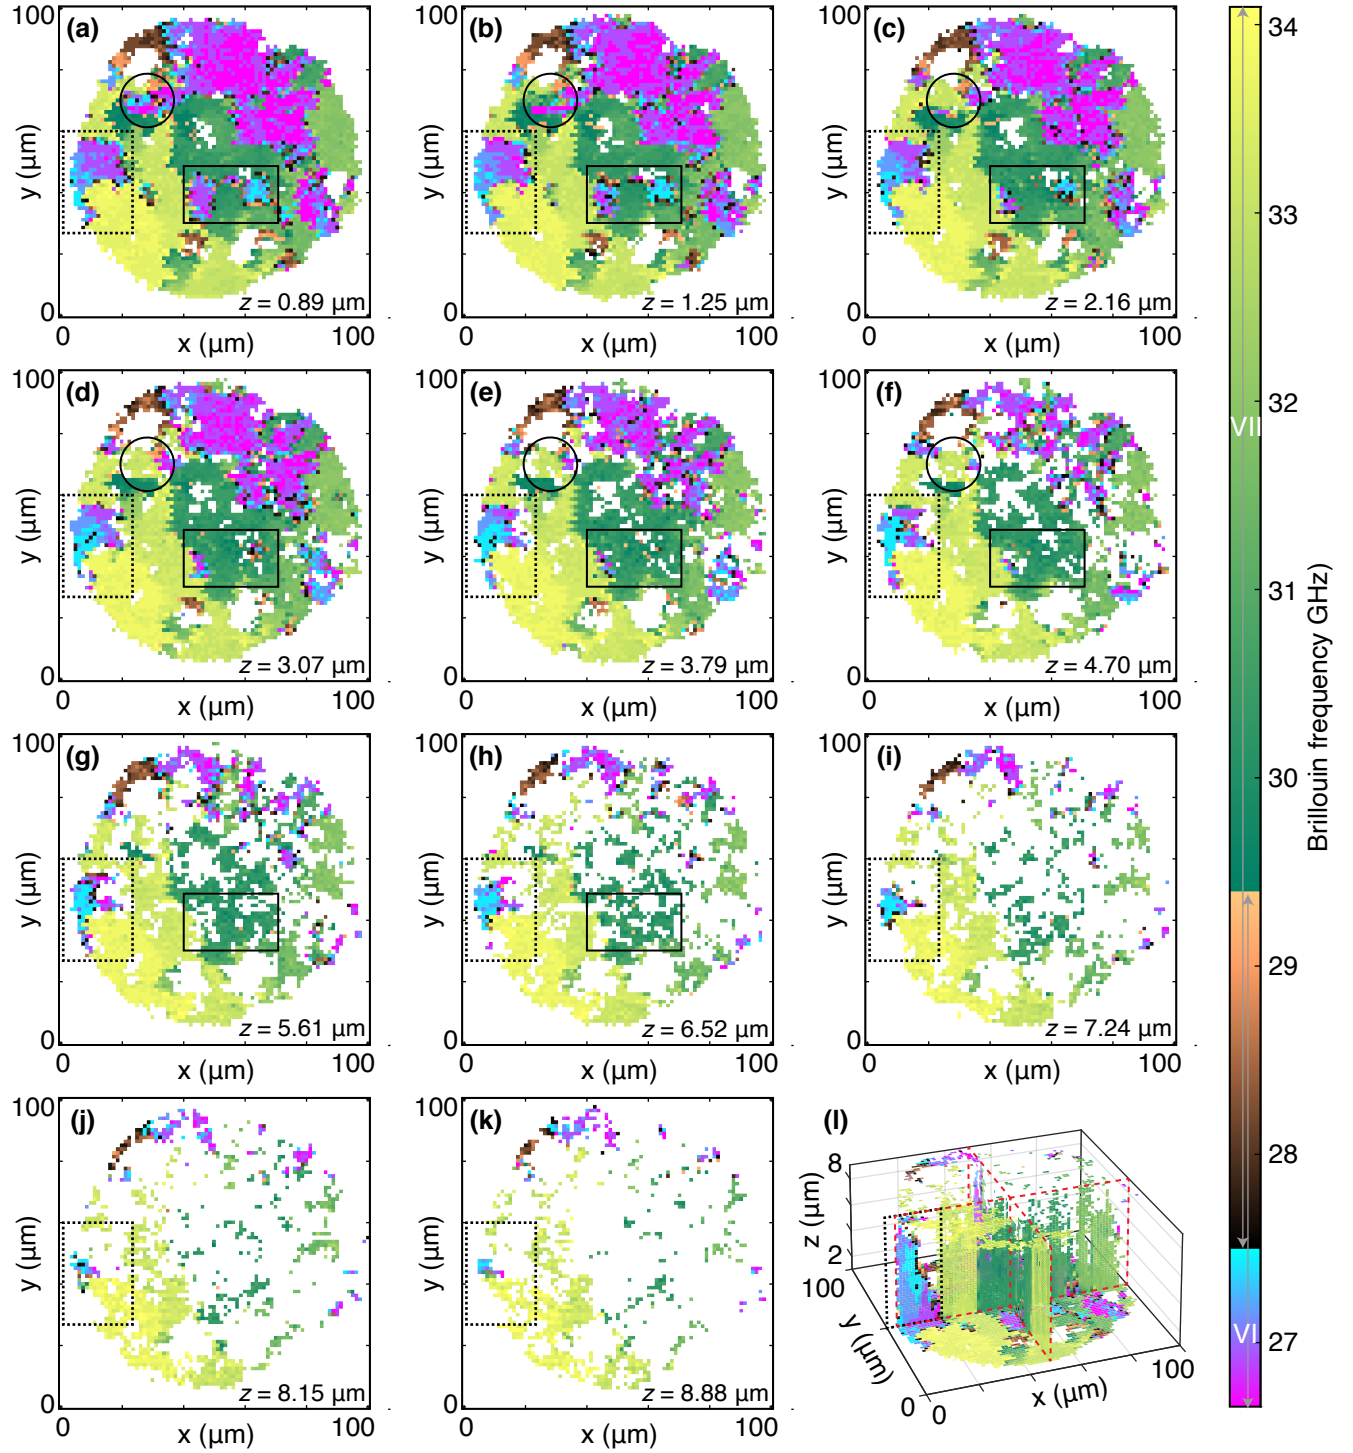 100
(a)
y (µm)
0
z = 0.89 µm
0
x (µm)
100
(b)
y (µm)
0
z = 1.25 µm
0
x (µm)
100
100
(c)
y (µm)
0
z = 2.16 µm
0
x (µm)
100
100
100
(d)
y (µm)
0
z = 3.07 µm
0
x (µm)
100
100
(e)
y (µm)
0
z = 3.79 µm
0
x (µm)
100
100
(f)
y (µm)
0
z = 4.70 µm
0
x (µm)
100
100
(g)
y (µm)
0
z = 5.61 µm
0
x (µm)
100
100
(h)
y (µm)
0
z = 6.52 µm
0
x (µm)
100
100
(i)
y (µm)
0
z = 7.24 µm
0
x (µm)
100
100
(j)
y (µm)
0
z = 8.15 µm
0
x (µm)
100
100
(k)
y (µm)
0
z = 8.88 µm
0
x (µm)
100
(l)
8
z (µm)
2
100
y (µm)
0
0
x (µm)
100
34
33
32
VII
31
30
29
28
27
VI
Brillouin frequency GHz)